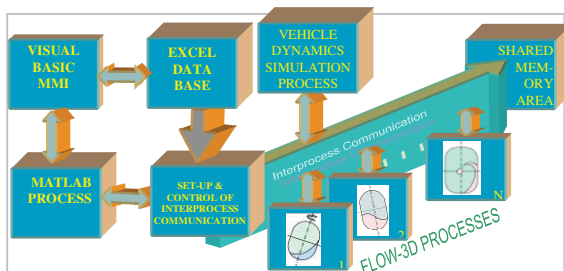 VISUAL
BASIC
MMI
EXCEL
DATA
BASE
VEHICLE
DYNAMICS
SIMULATION
PROCESS
SHARED
MEM-
ORY
AREA
Interprocess Communication
MATLAB
PROCESS
SET-UP &
CONTROL OF
INTERPROCESS
COMMUNICATION
1
2
N
FLOW-3D PROCESSES